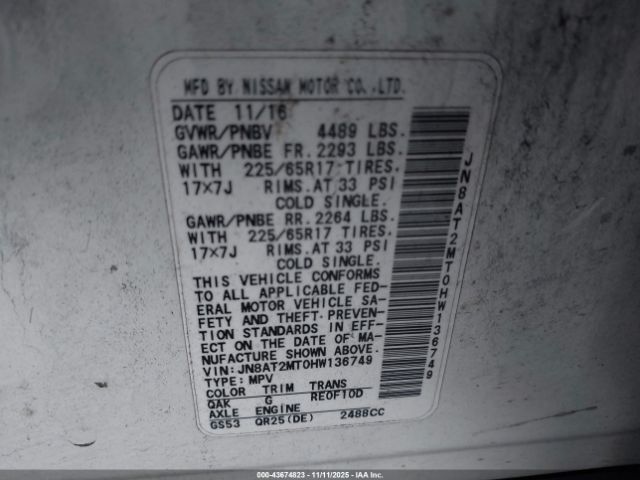 MFD BY NISSAN MOTOR CO.,LTD.
DATE 11/16
GVWR/PNBV 4489 LBS.
GAWR/PNBE FR. 2293 LBS.
WITH 225/65R17 TIRES.
17×7J RIMS. AT 33 PSI
COLD SINGLE.
GAWR/PNBE RR. 2264 LBS.
WITH 225/65R17 TIRES.
17×7J RIMS. AT 33 PSI
COLD SINGLE.
THIS VEHICLE CONFORMS
TO ALL APPLICABLE FED-
ERAL MOTOR VEHICLE SA-
FETY AND THEFT PREVEN-
TION STANDARDS IN EFF-
ECT ON THE DATE OF MA-
NUFACTURE SHOWN ABOVE.
VIN: JN8AT2MT0HW136749
TYPE: MPV
COLOR TRIM TRANS
QAK G RE0F10D
AXLE ENGINE
GS53 QR25(DE) 2488CC
JN8AT2MT0HW136749
000-43674823 - 11/11/2025 - ©IAA Inc.